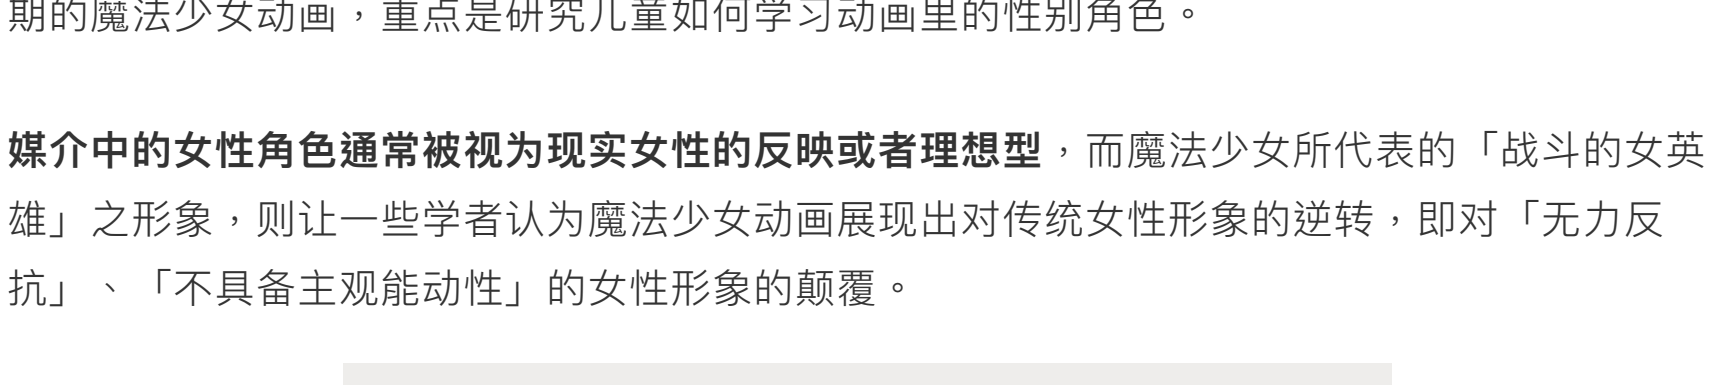 期的魔法少女动画，重点是研究儿童如何学习动画里的性别角色。
媒介中的女性角色通常被视为现实女性的反映或者理想型，而魔法少女所代表的「战斗的女英
雄」之形象，则让一些学者认为魔法少女动画展现出对传统女性形象的逆转，即对「无力反
抗」、「不具备主观能动性」的女性形象的颠覆。